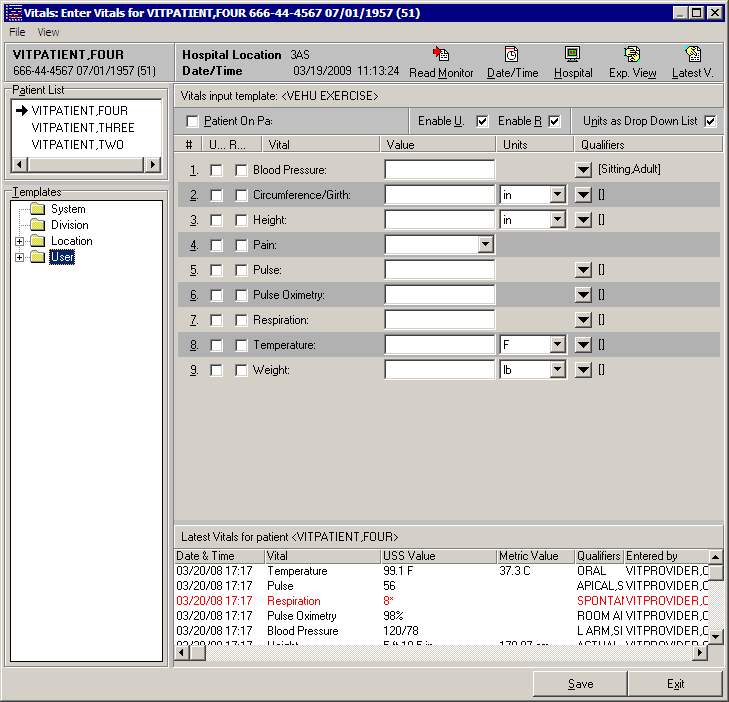 Vitals: Enter Vitals for VITPATIENT,FOUR 666-44-4567 07/01/1957 (51)
File View
VITPATIENT,FOUR
666-44-4567 07/01/1957 (51)
Hospital Location 3AS
Date/Time 03/19/2009 11:13:24
Read Monitor
Date/Time
Hospital
Exp. View
Latest V.
Patient List
VITPATIENT,FOUR
VITPATIENT,THREE
VITPATIENT,TWO
Templates
System
Division
Location
User
Vitals input template: <VEHU EXERCISE>
Patient On Pa: Enable U. Enable R Units as Drop Down List
# U... R... Vital Value Units Qualifiers
1. Blood Pressure: [Sitting,Adult]
2. Circumference/Girth: in []
3. Height: in []
4. Pain:
5. Pulse: []
6. Pulse Oximetry: []
7. Respiration: []
8. Temperature: F []
9. Weight: lb []
Latest Vitals for patient <VITPATIENT,FOUR>
Date & Time Vital USS Value Metric Value Qualifiers Entered by
03/20/08 17:17 Temperature 99.1 F 37.3 C ORAL VITPROVIDER,
03/20/08 17:17 Pulse 56 APICAL,S VITPROVIDER,
03/20/08 17:17 Respiration 8* SPONTAN VITPROVIDER,
03/20/08 17:17 Pulse Oximetry 98% ROOM AI VITPROVIDER,
03/20/08 17:17 Blood Pressure 120/78 L ARM,SI VITPROVIDER,
03/20/08 17:17 Height
Save Exit